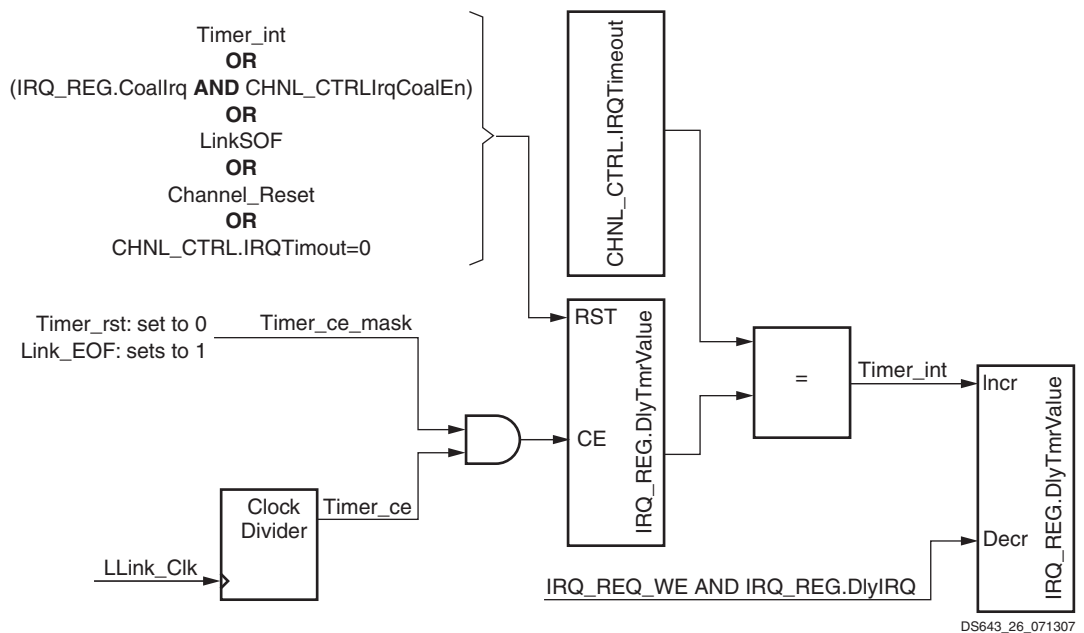 Timer_int
OR
(IRQ_REG.CoalIrq AND CHNL_CTRLIrqCoalEn)
OR
LinkSOF
OR
Channel_Reset
OR
CHNL_CTRL.IRQTimout=0
CHNL_CTRL.IRQTimeout
Timer_rst: set to 0
Link_EOF: sets to 1
Timer_ce_mask
RST
CE
IRQ_REG.DlyTmrValue
=
Timer_int
Incr
Decr
IRQ_REG.DlyTmrValue
Clock
Divider
Timer_ce
LLink_Clk
IRQ_REQ_WE AND IRQ_REG.DlyIRQ
DS643_26_071307